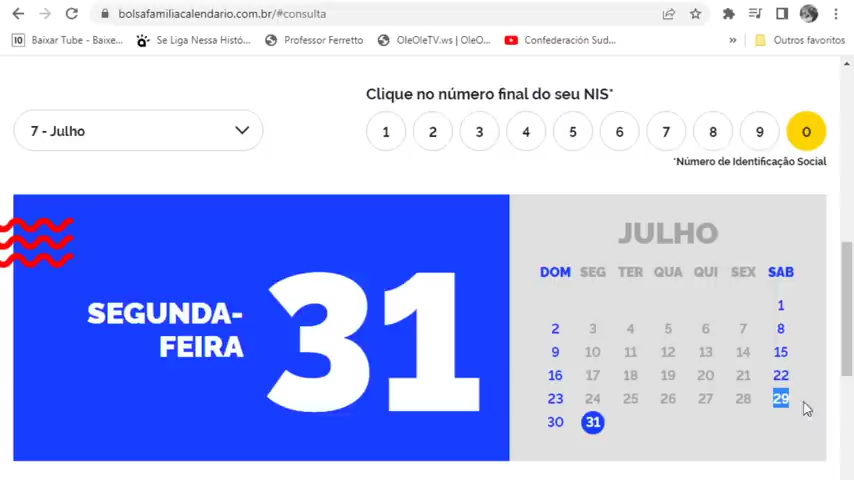 bolsafamiliacalendario.com.br/#consulta
Baixar Tube - Baixe...
Se Liga Nessa Histó...
Professor Ferretto
OleOleTV.ws | OleO...
Confederación Sud...
»
Outros favoritos
Clique no número final do seu NIS*
7 - Julho
1 2 3 4 5 6 7 8 9 0
*Número de Identificação Social
SEGUNDA-
FEIRA
31
JULHO
DOM SEG TER QUA QUI SEX SAB
1
2 3 4 5 6 7 8
9 10 11 12 13 14 15
16 17 18 19 20 21 22
23 24 25 26 27 28 29
30 31